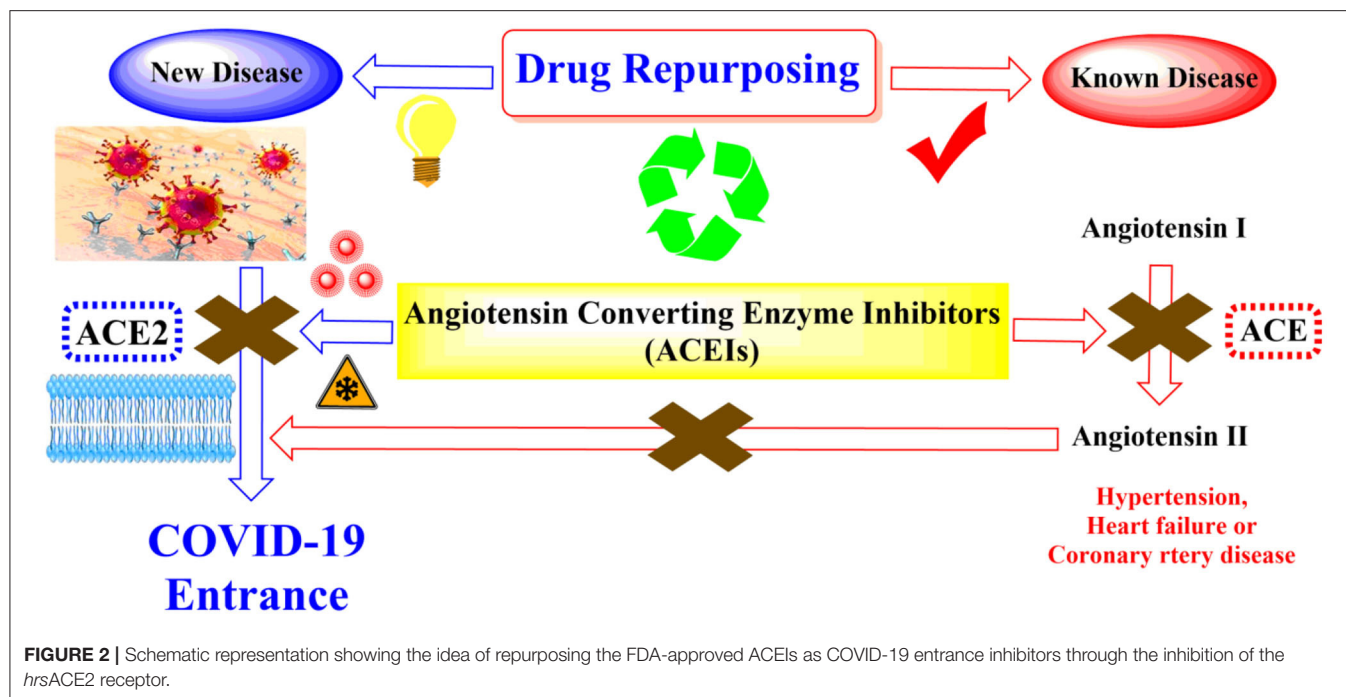 New Disease
Drug Repurposing
Known Disease
Angiotensin I
ACE2
Angiotensin Converting Enzyme Inhibitors
(ACEIs)
ACE
Angiotensin II
Hypertension,
Heart failure or
Coronary rtery disease
COVID-19
Entrance
FIGURE 2 | Schematic representation showing the idea of repurposing the FDA-approved ACEIs as COVID-19 entrance inhibitors through the inhibition of the
hrsACE2 receptor.